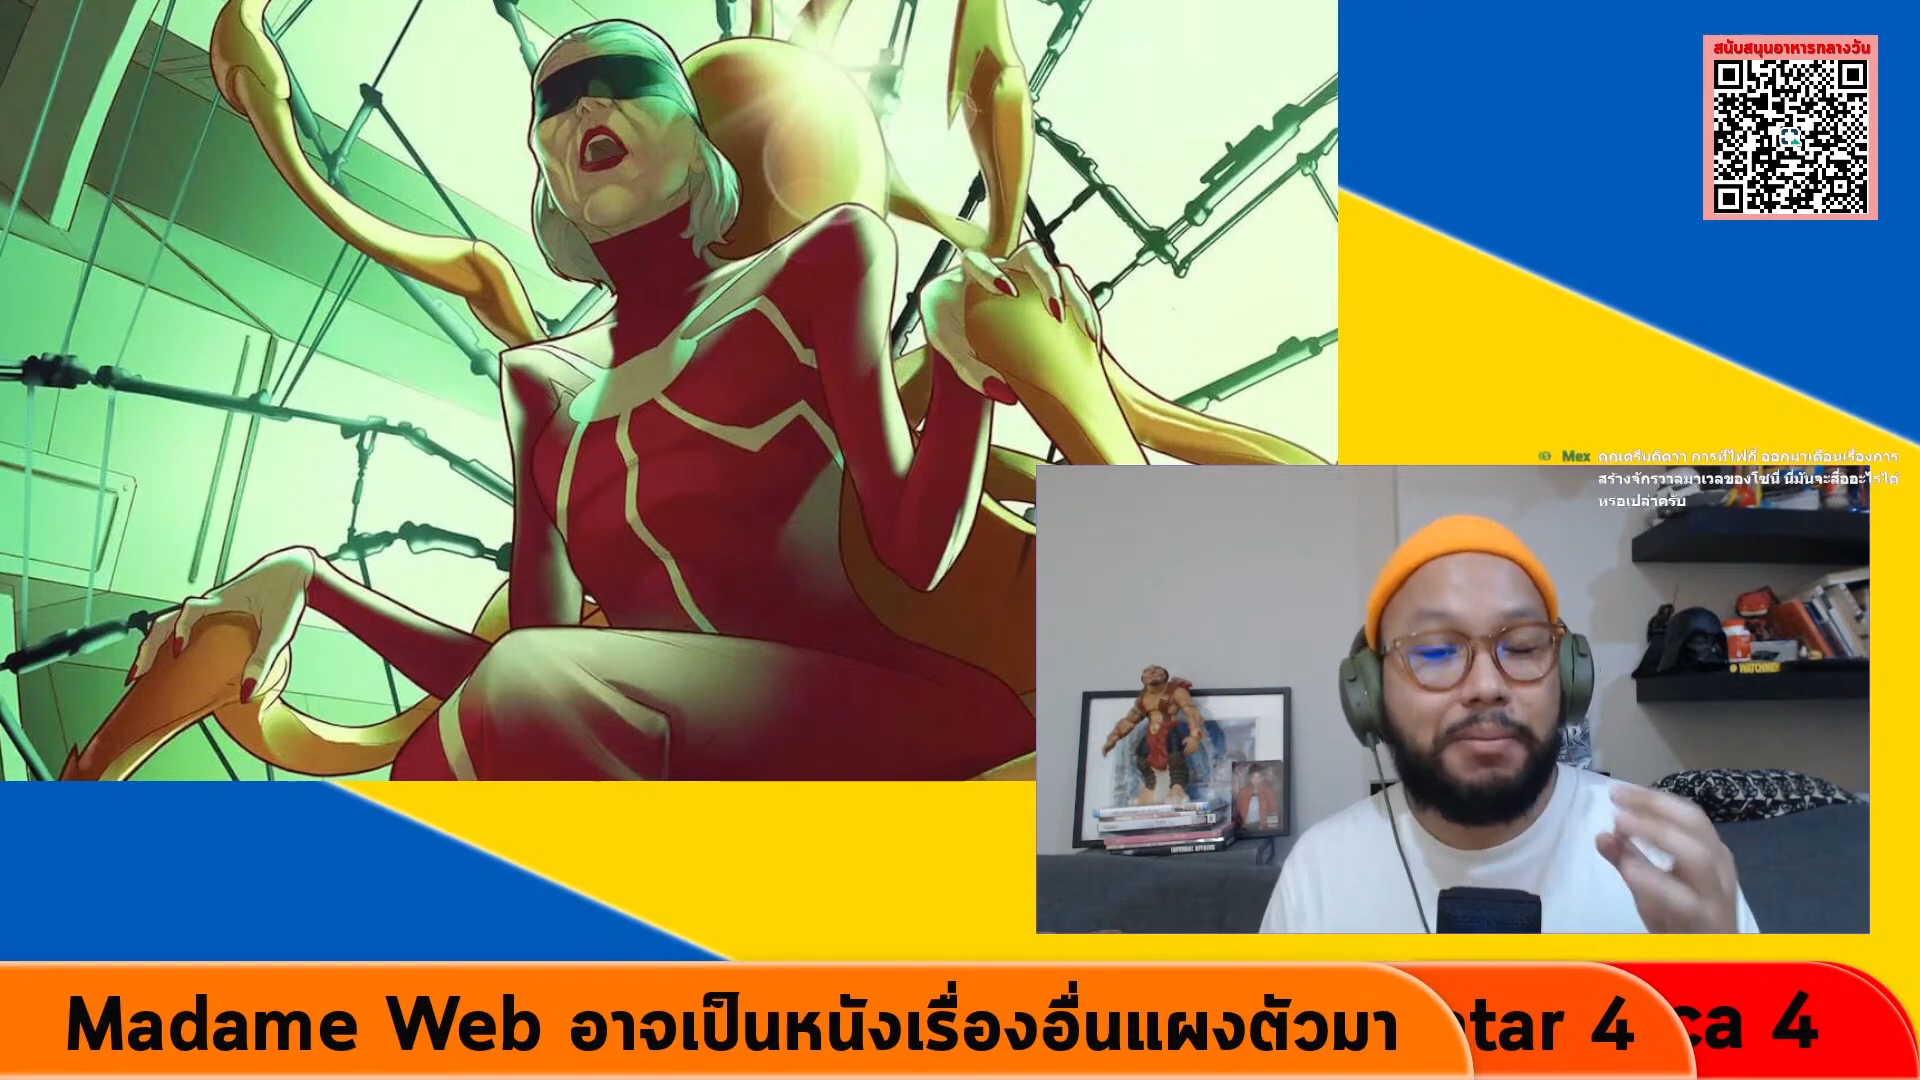 สนับสนุนอาหารกลางวัน
Mex
สร้างจักรวาลมาเวลของโซนี่ นี่มันจะสื่ออะไรได้
หรอเปล่าครับ
WATCHMEN
INFERNAL AFFAIRS
Madame Web อาจเป็นหนังเรื่องอื่นแผงตัวมา
tar 4
ca 4